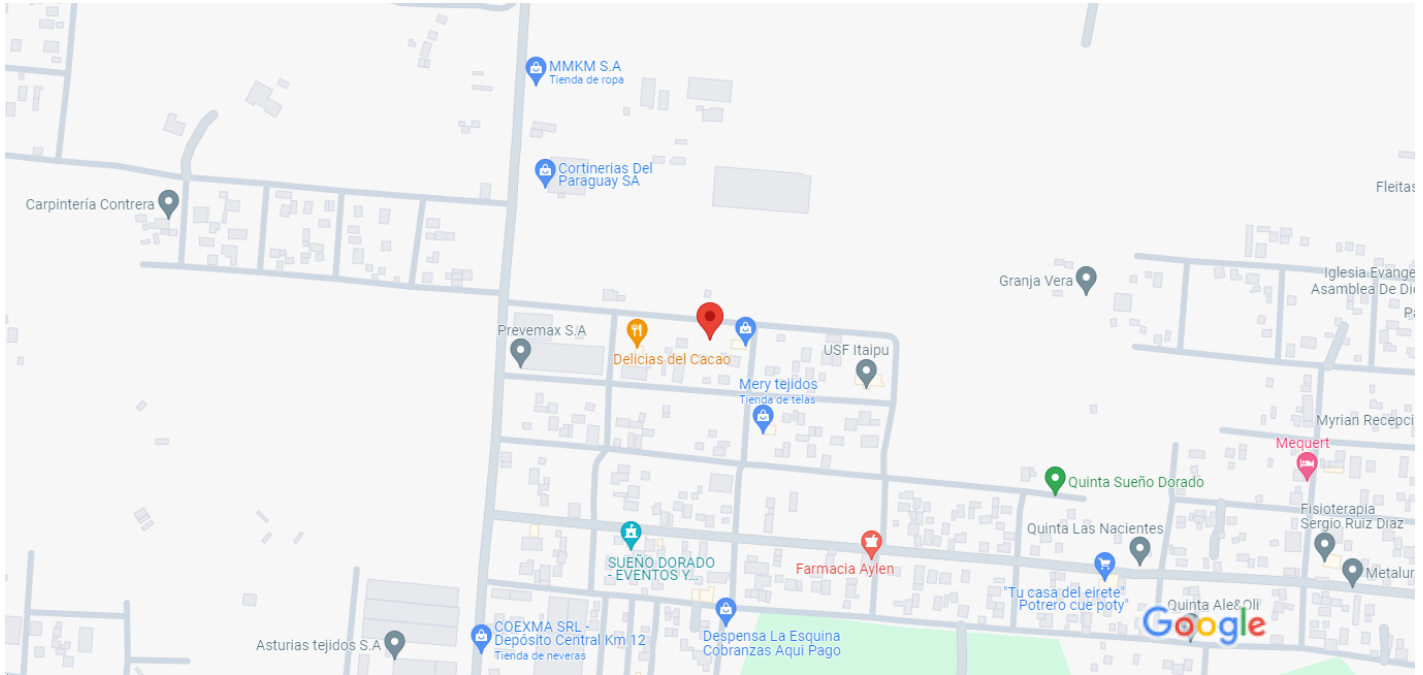 MMKM S.A
Tienda de ropa
Cortinerias Del
Paraguay SA
Fleitas
Carpintería Contrera
Granja Vera
Iglesia Evange
Asamblea De Di
Pa
Prevemax S.A
Delicias del Cacao
USF Itaipu
Mery tejidos
Tienda de telas
Myrian Recepci
Mequert
Quinta Sueño Dorado
Fisioterapia
Sergio Ruiz Diaz
Quinta Las Nacientes
SUEÑO DORADO
- EVENTOS Y...
Farmacia Aylen
Metalur
"Tu casa del eirete"
Potrero cue poty"
Quinta Ale&Oli
Google
COEXMA SRL -
Depósito Central Km 12
Tienda de neveras
Despensa La Esquina
Cobranzas Aqui Pago
Asturias tejidos S.A